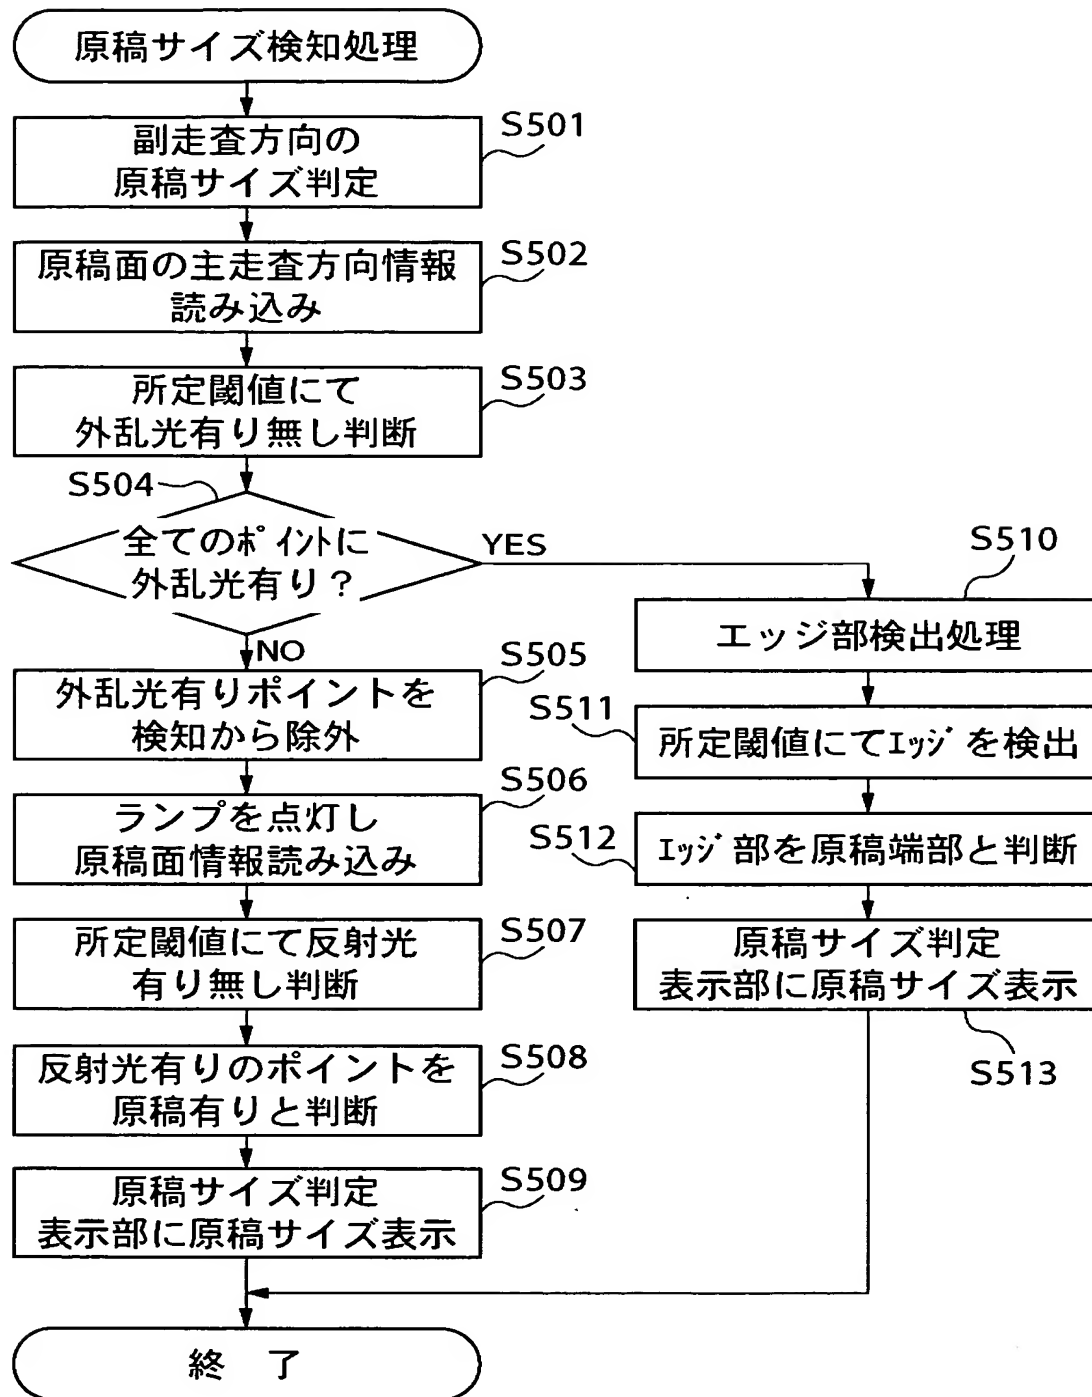 原稿サイズ検知処理
S501
副走査方向の
原稿サイズ判定
S502
原稿面の主走査方向情報
読み込み
S503
所定閾値にて
外乱光有り無し判断
S504
全てのﾎﾟｲﾝﾄに
外乱光有り？
YES
NO
S505
外乱光有りポイントを
検知から除外
S506
ランプを点灯し
原稿面情報読み込み
S507
所定閾値にて反射光
有り無し判断
S508
反射光有りのポイントを
原稿有りと判断
S509
原稿サイズ判定
表示部に原稿サイズ表示
S510
エッジ部検出処理
S511
所定閾値にてｴｯｼﾞを検出
S512
ｴｯｼﾞ部を原稿端部と判断
原稿サイズ判定
表示部に原稿サイズ表示
S513
終 了